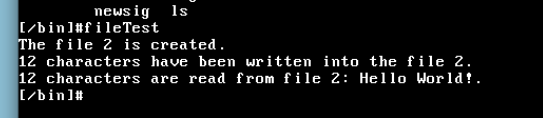 newsig ls
[/bin]#fileTest
The file 2 is created.
12 characters have been written into the file 2.
12 characters are read from file 2: Hello World!.
[/bin]#